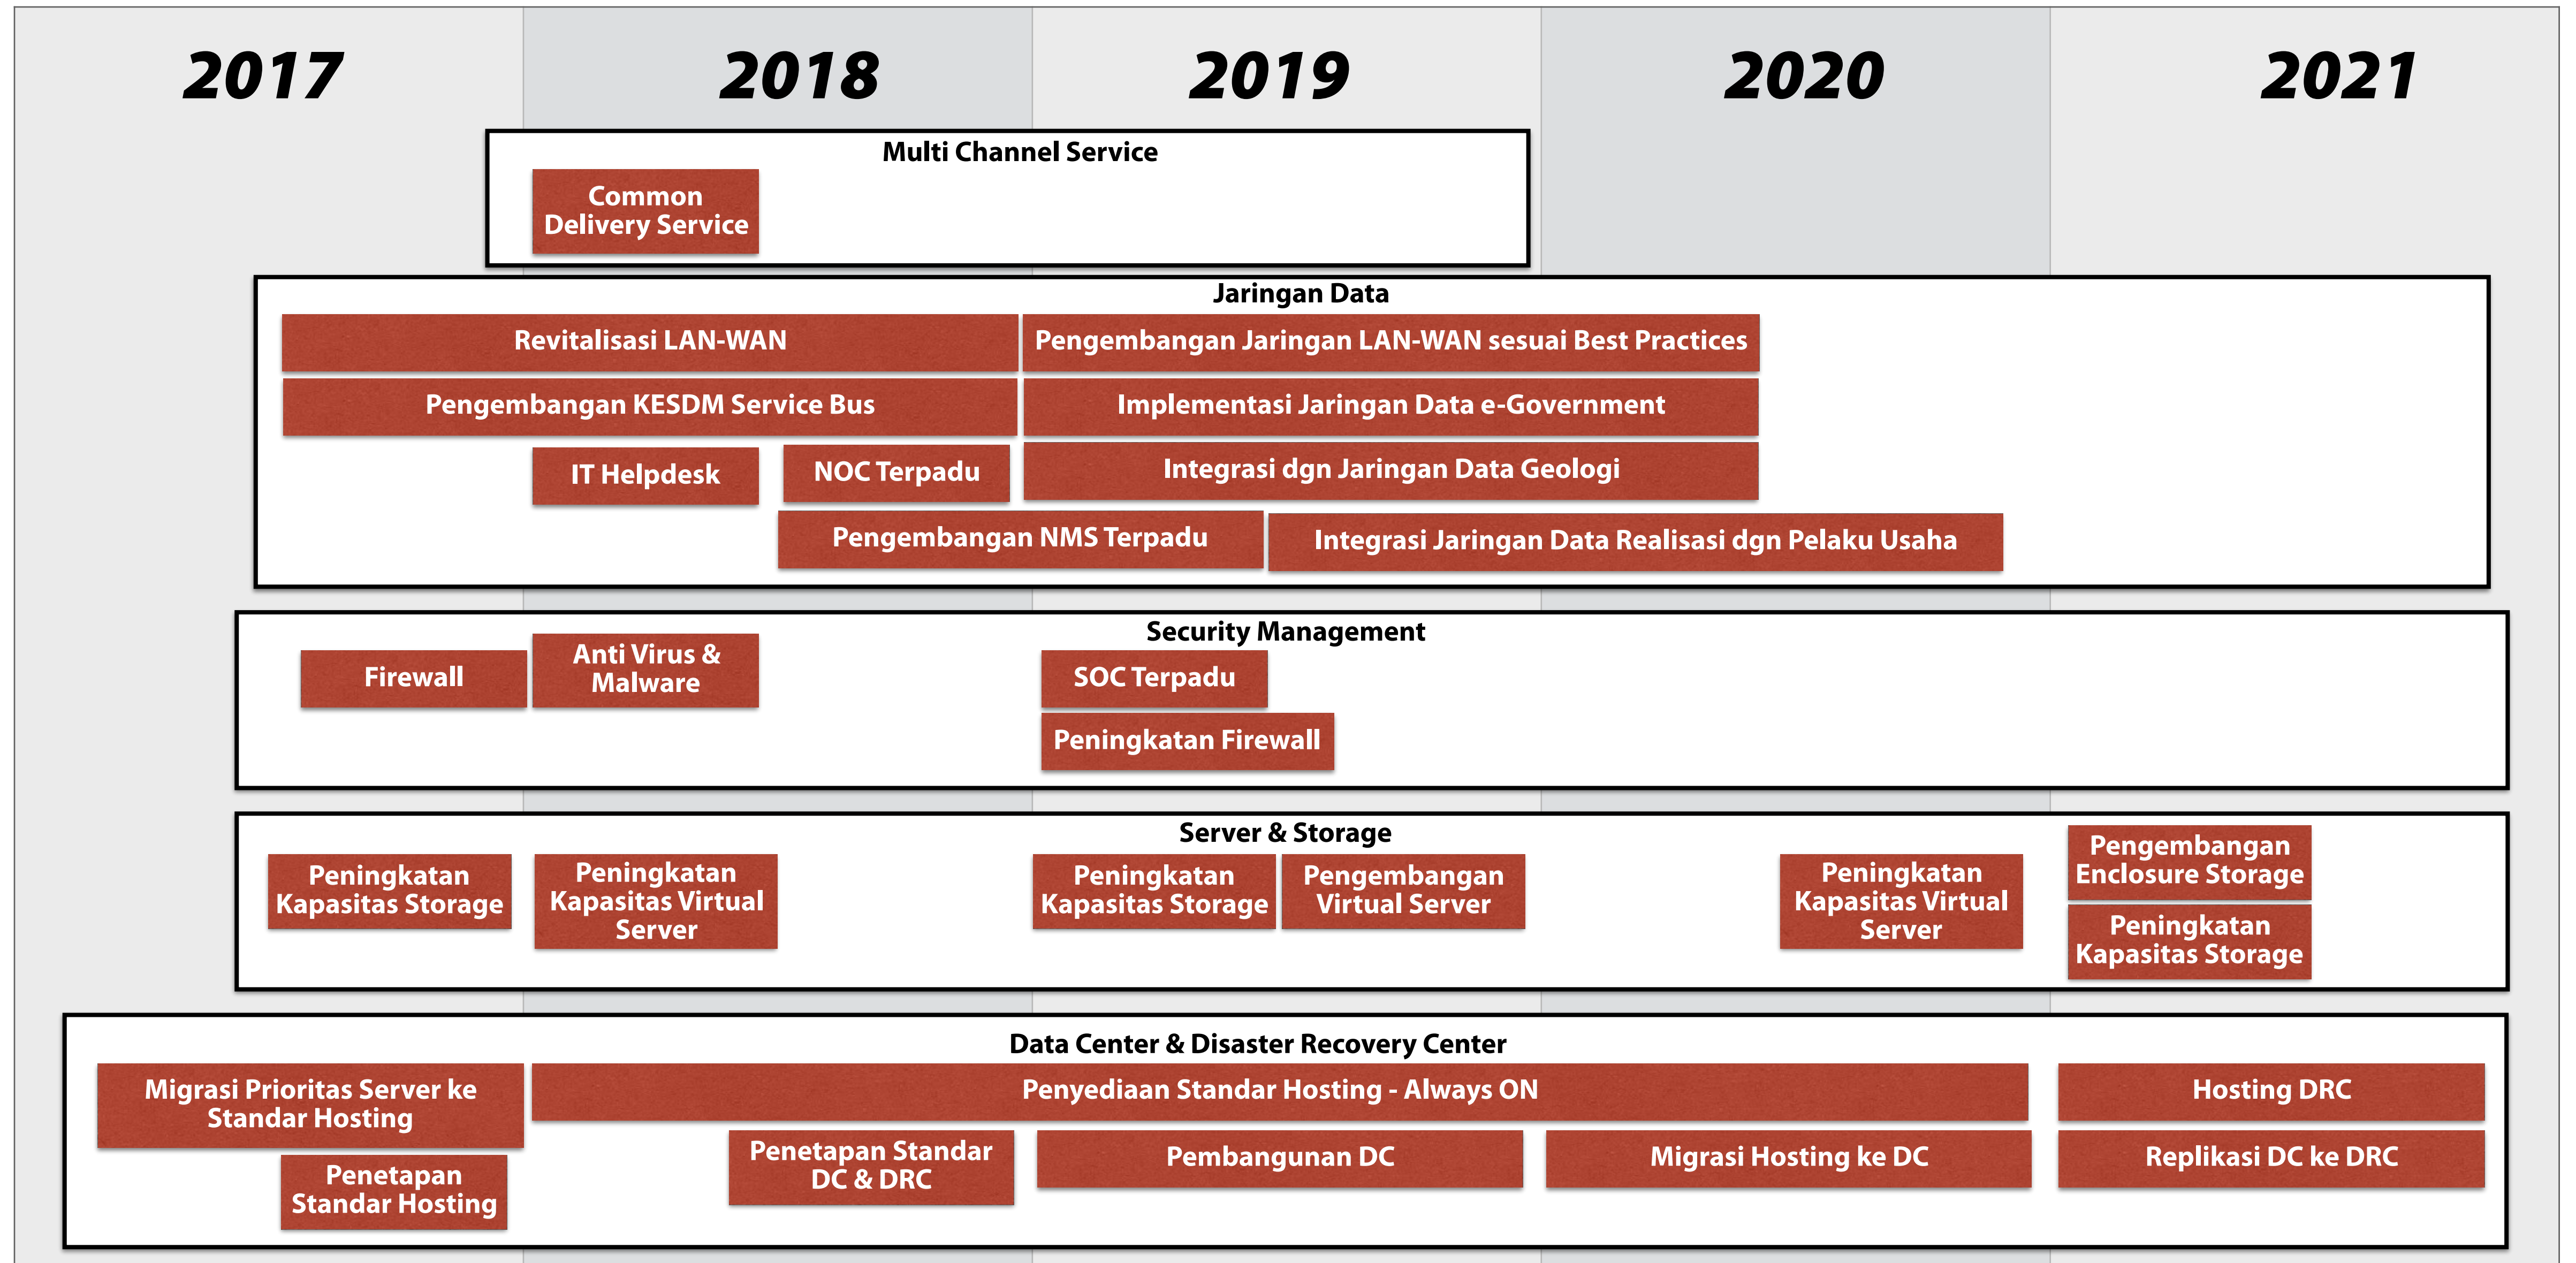 2017
2018
2019
2020
2021
Multi Channel Service
Common
Delivery Service
Jaringan Data
Revitalisasi LAN-WAN
Pengembangan Jaringan LAN-WAN sesuai Best Practices
Pengembangan KESDM Service Bus
Implementasi Jaringan Data e-Government
IT Helpdesk
NOC Terpadu
Integrasi dgn Jaringan Data Geologi
Pengembangan NMS Terpadu
Integrasi Jaringan Data Realisasi dgn Pelaku Usaha
Security Management
Firewall
Anti Virus &
Malware
SOC Terpadu
Peningkatan Firewall
Server & Storage
Peningkatan
Kapasitas Storage
Peningkatan
Kapasitas Virtual
Server
Peningkatan
Kapasitas Storage
Pengembangan
Virtual Server
Peningkatan
Kapasitas Virtual
Server
Pengembangan
Enclosure Storage
Peningkatan
Kapasitas Storage
Data Center & Disaster Recovery Center
Migrasi Prioritas Server ke
Standar Hosting
Penyediaan Standar Hosting - Always ON
Hosting DRC
Penetapan
Standar Hosting
Penetapan Standar
DC & DRC
Pembangunan DC
Migrasi Hosting ke DC
Replikasi DC ke DRC